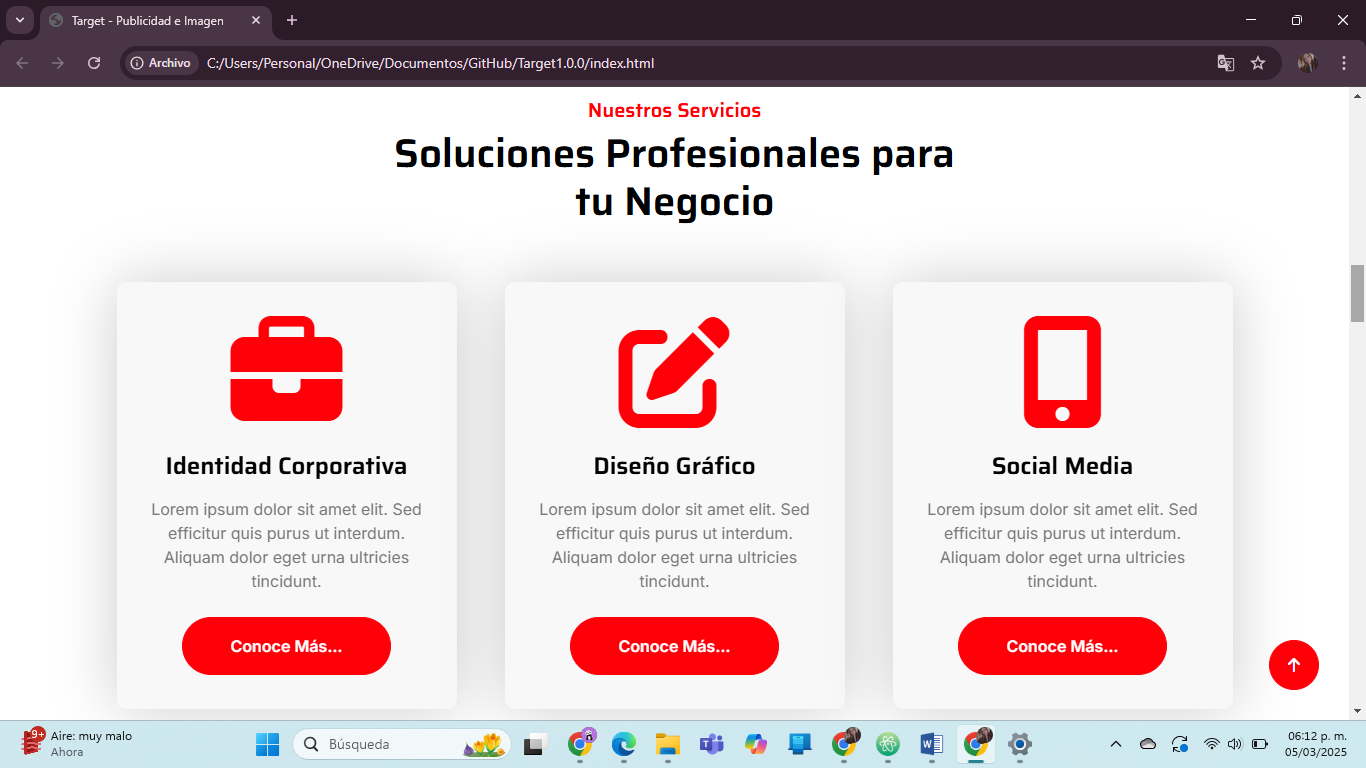 Target - Publicidad e Imagen
Archivo
C:/Users/Personal/OneDrive/Documentos/GitHub/Target1.0.0/index.html
Nuestros Servicios
Soluciones Profesionales para
tu Negocio
Identidad Corporativa
Lorem ipsum dolor sit amet elit. Sed
efficitur quis purus ut interdum.
Aliquam dolor eget urna ultricies
tincidunt.
Conoce Más...
Diseño Gráfico
Lorem ipsum dolor sit amet elit. Sed
efficitur quis purus ut interdum.
Aliquam dolor eget urna ultricies
tincidunt.
Conoce Más...
Social Media
Lorem ipsum dolor sit amet elit. Sed
efficitur quis purus ut interdum.
Aliquam dolor eget urna ultricies
tincidunt.
Conoce Más...
9+
Aire: muy malo
Ahora
Búsqueda
06:12 p. m.
05/03/2025